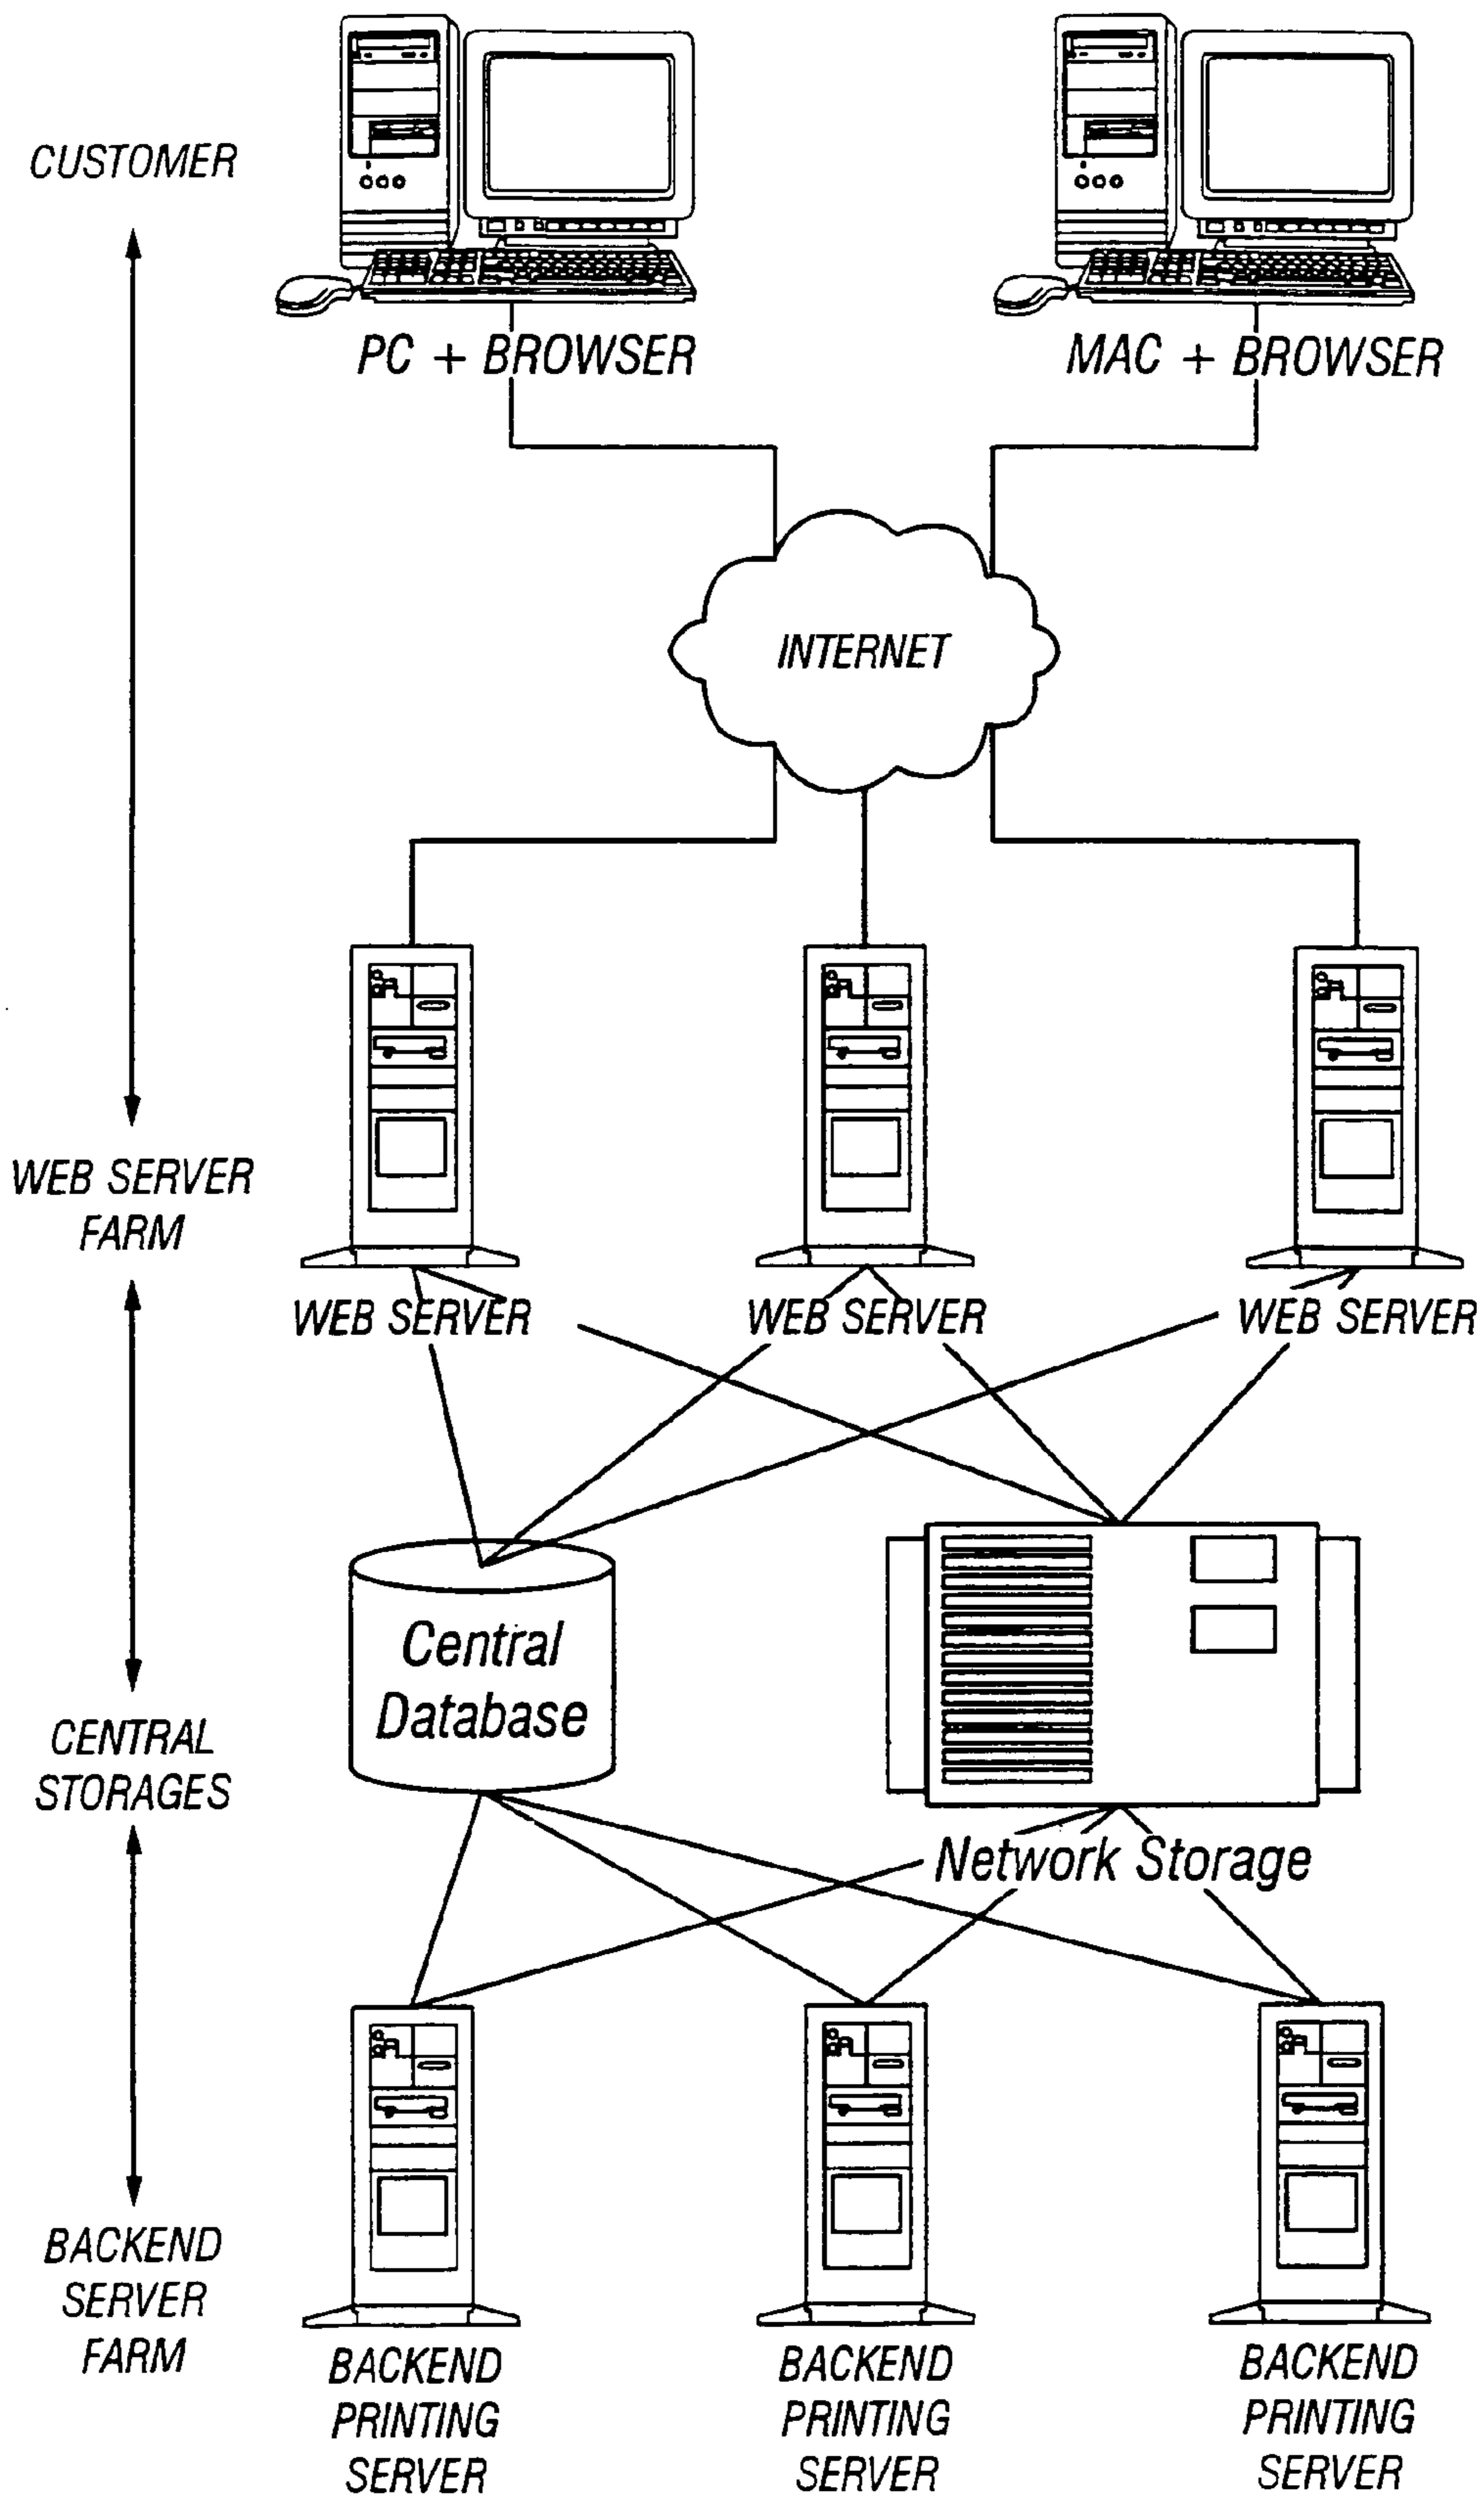 CUSTOMER
PC + BROWSER
MAC + BROWSER
INTERNET
WEB SERVER
FARM
WEB SERVER
WEB SERVER
WEB SERVER
Central
Database
CENTRAL
STORAGES
Network Storage
BACKEND
SERVER
FARM
BACKEND
PRINTING
SERVER
BACKEND
PRINTING
SERVER
BACKEND
PRINTING
SERVER